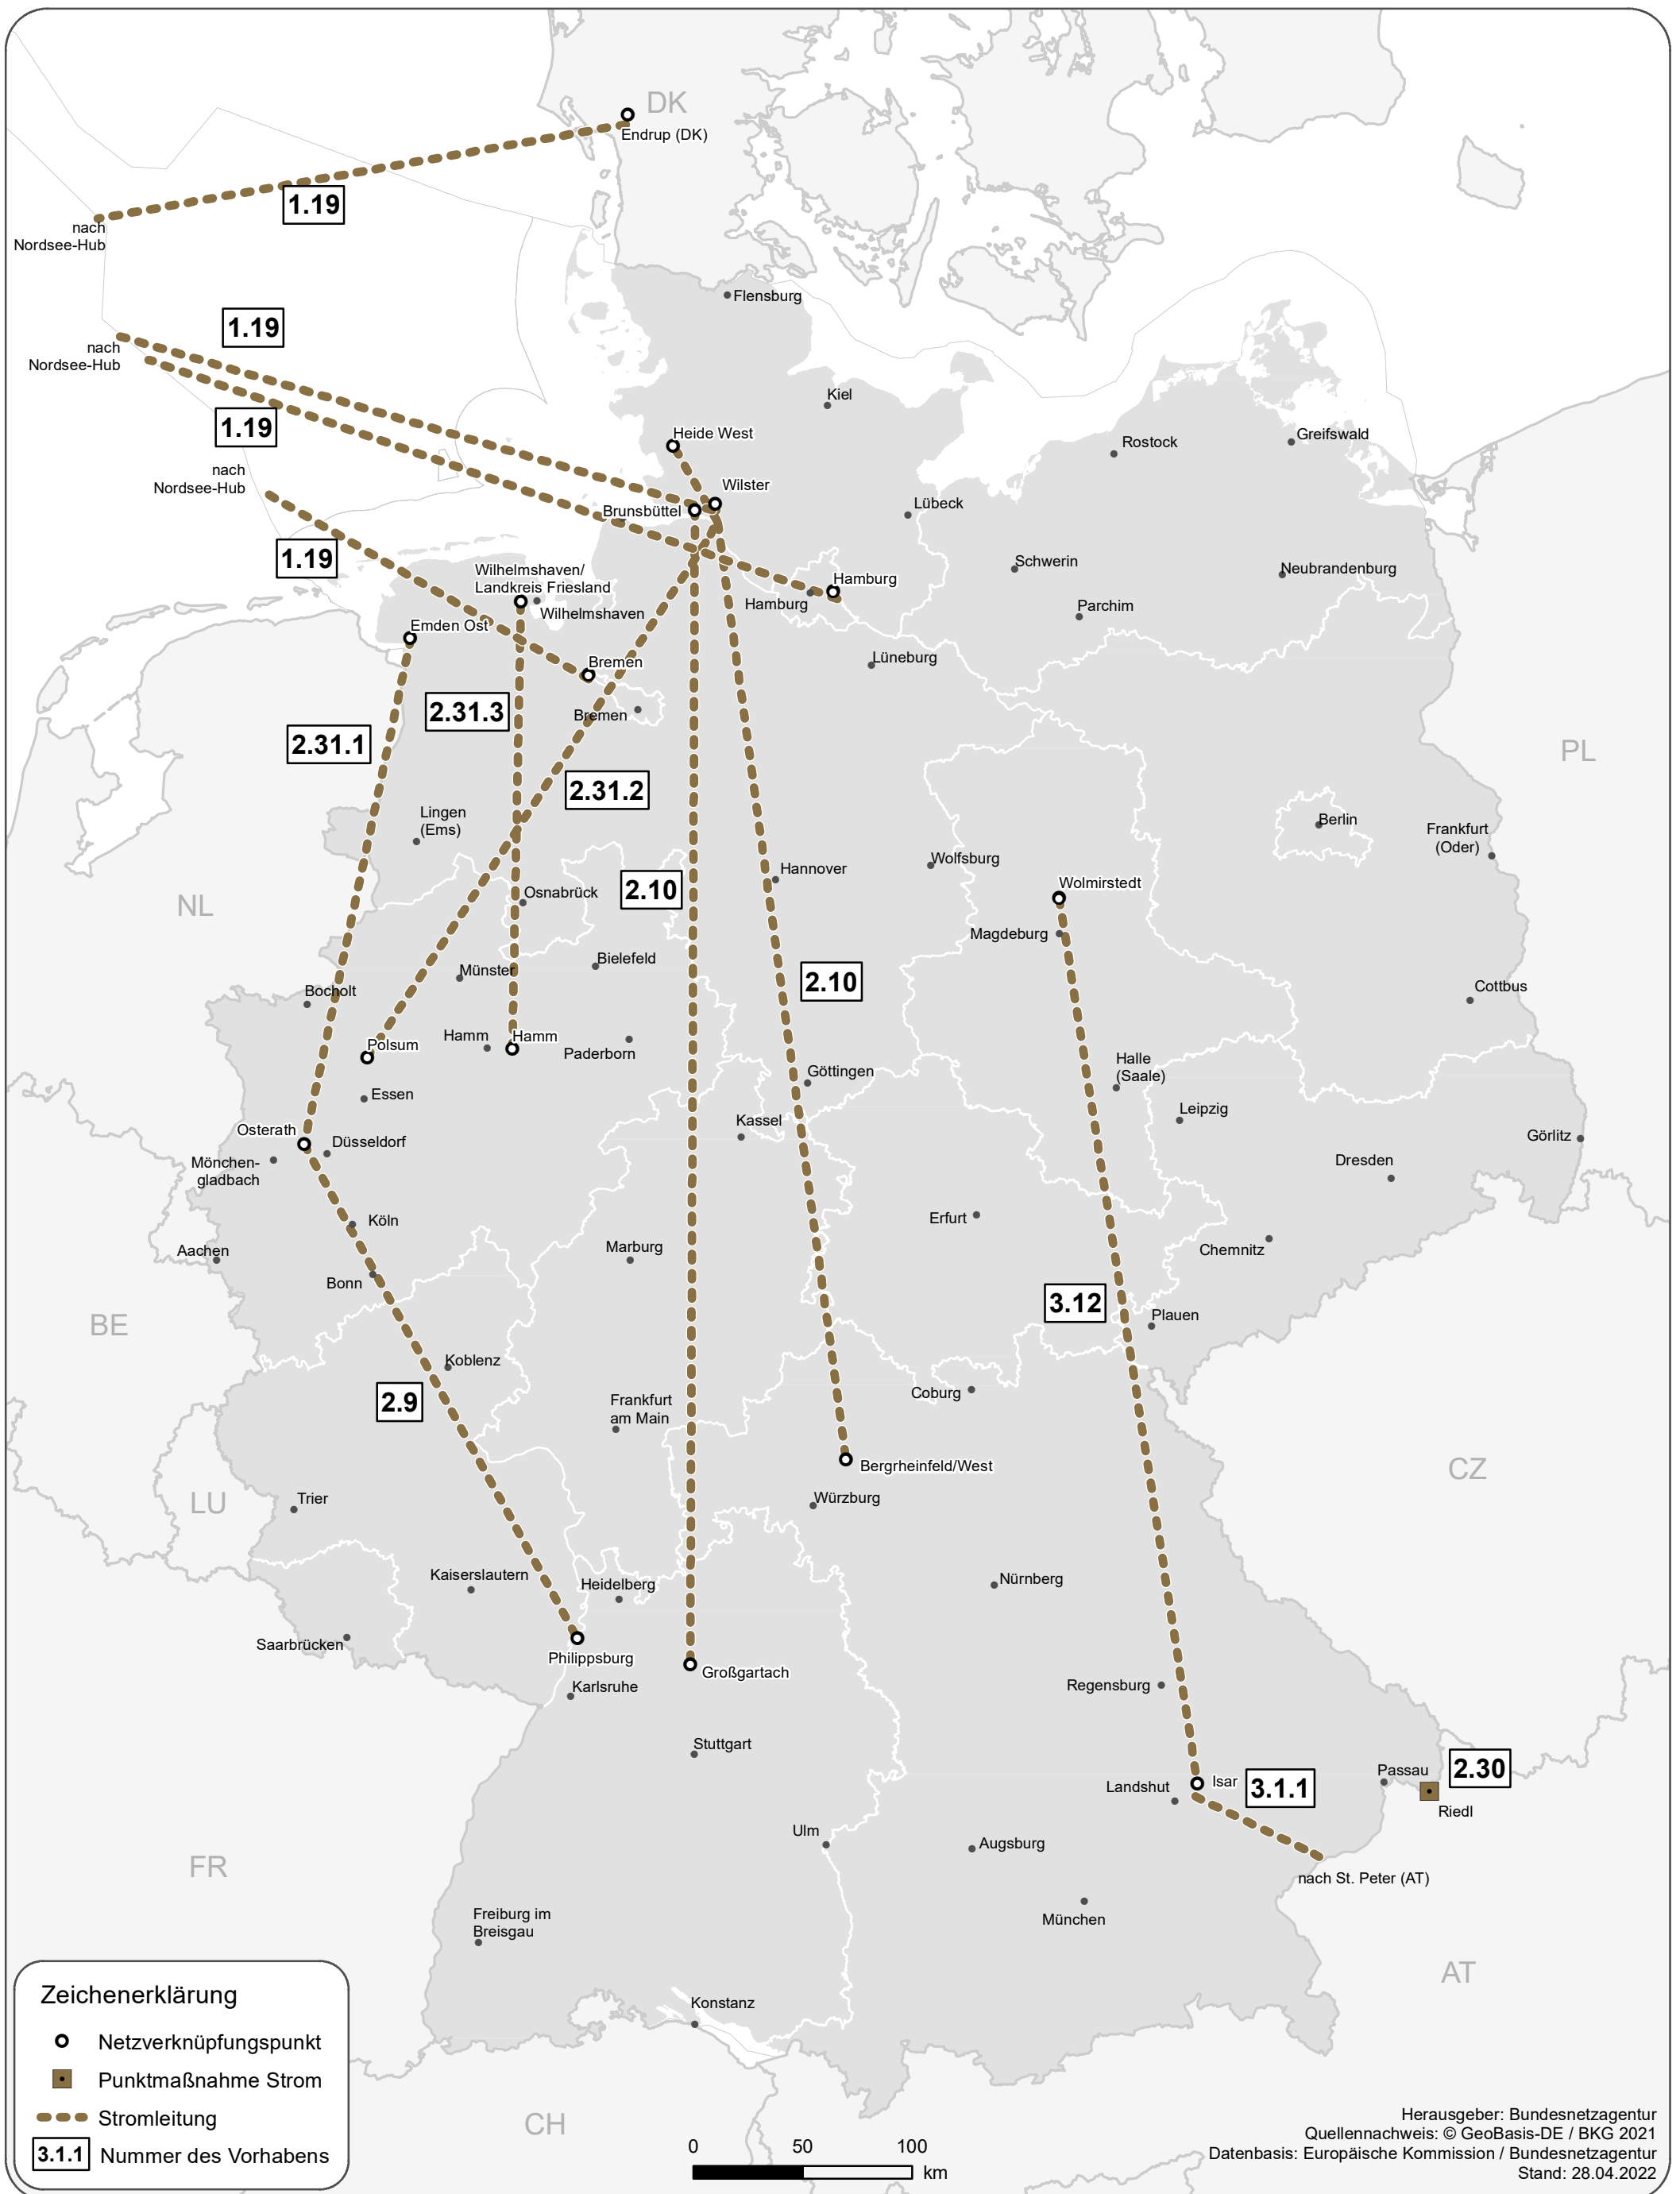 DK
Endrup (DK)
1.19
nach
Nordsee-Hub
Flensburg
1.19
nach
Nordsee-Hub
Kiel
1.19
Heide West
Greifswald
Rostock
nach
Nordsee-Hub
Wilster
Brunsbüttel
Lübeck
1.19
Schwerin
Neubrandenburg
Wilhelmshaven/
Landkreis Friesland
Wilhelmshaven
Hamburg
Hamburg
Parchim
Emden Ost
Bremen
Lüneburg
2.31.3
Bremen
2.31.1
PL
2.31.2
Lingen
(Ems)
Berlin
Frankfurt
(Oder)
Wolfsburg
Hannover
2.10
Wolmirstedt
Osnabrück
NL
Magdeburg
Bielefeld
Münster
2.10
Bocholt
Cottbus
Polsum
Hamm
Hamm
Paderborn
Halle
(Saale)
Göttingen
Essen
Leipzig
Kassel
Osterath
Düsseldorf
Görlitz
Mönchen-
gladbach
Dresden
Köln
Erfurt
Aachen
Marburg
Chemnitz
Bonn
3.12
Plauen
BE
Koblenz
2.9
Coburg
Frankfurt
am Main
Bergrheinfeld/West
CZ
Trier
LU
Würzburg
Kaiserslautern
Heidelberg
Nürnberg
Saarbrücken
Philippsburg
Großgartach
Karlsruhe
Regensburg
Stuttgart
2.30
Passau
Landshut
Isar
3.1.1
Riedl
Ulm
Augsburg
FR
nach St. Peter (AT)
Freiburg im
Breisgau
München
AT
Konstanz
CH
Zeichenerklärung
Netzverknüpfungspunkt
Punktmaßnahme Strom
Stromleitung
3.1.1 Nummer des Vorhabens
0 50 100
km
Herausgeber: Bundesnetzagentur
Quellennachweis: © GeoBasis-DE / BKG 2021
Datenbasis: Europäische Kommission / Bundesnetzagentur
Stand: 28.04.2022